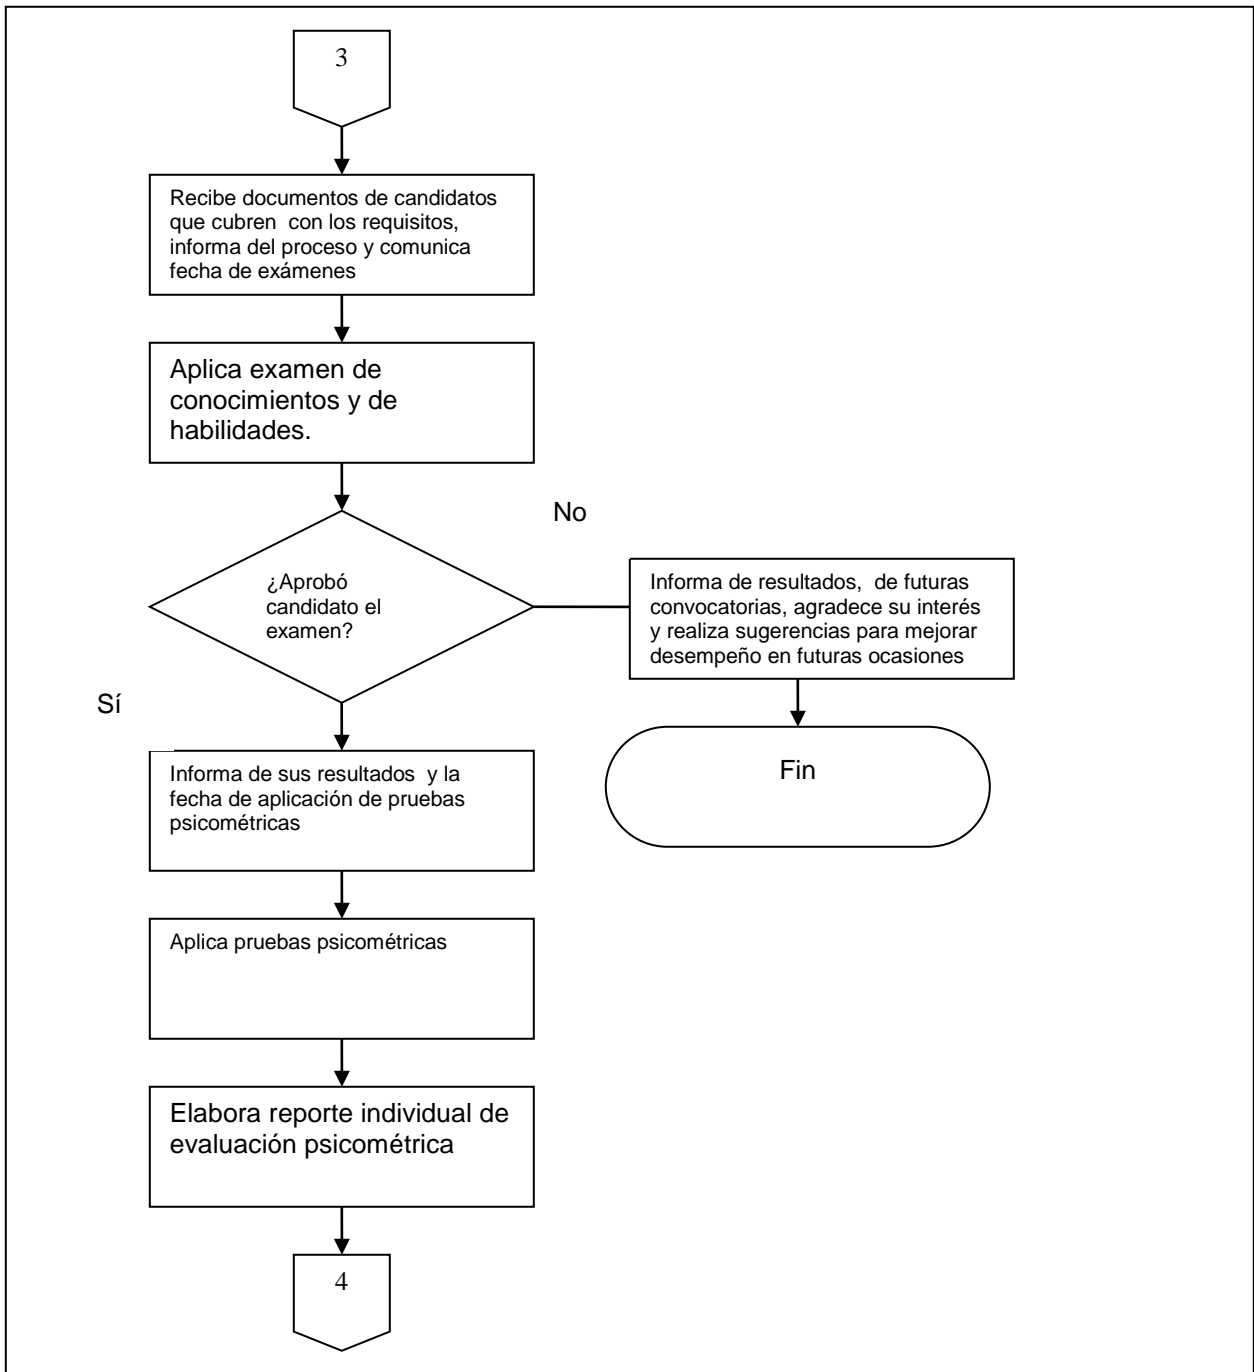 3
Recibe documentos de candidatos
que cubren  con los requisitos,
informa del proceso y comunica
fecha de exámenes
Aplica examen de
conocimientos y de
habilidades.
No
¿Aprobó
candidato el
examen?
Informa de resultados,  de futuras
convocatorias, agradece su interés
y realiza sugerencias para mejorar
desempeño en futuras ocasiones
Sí
Fin
Informa de sus resultados  y la
fecha de aplicación de pruebas
psicométricas
Aplica pruebas psicométricas
Elabora reporte individual de
evaluación psicométrica
4